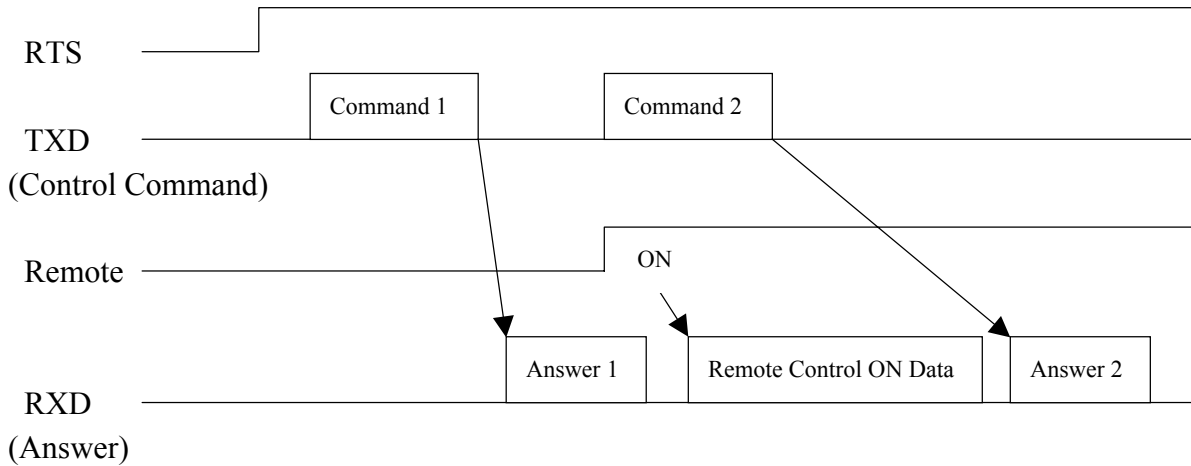 RTS
Command 1
Command 2
TXD
(Control Command)
Remote
ON
Answer 1
Remote Control ON Data
Answer 2
RXD
(Answer)